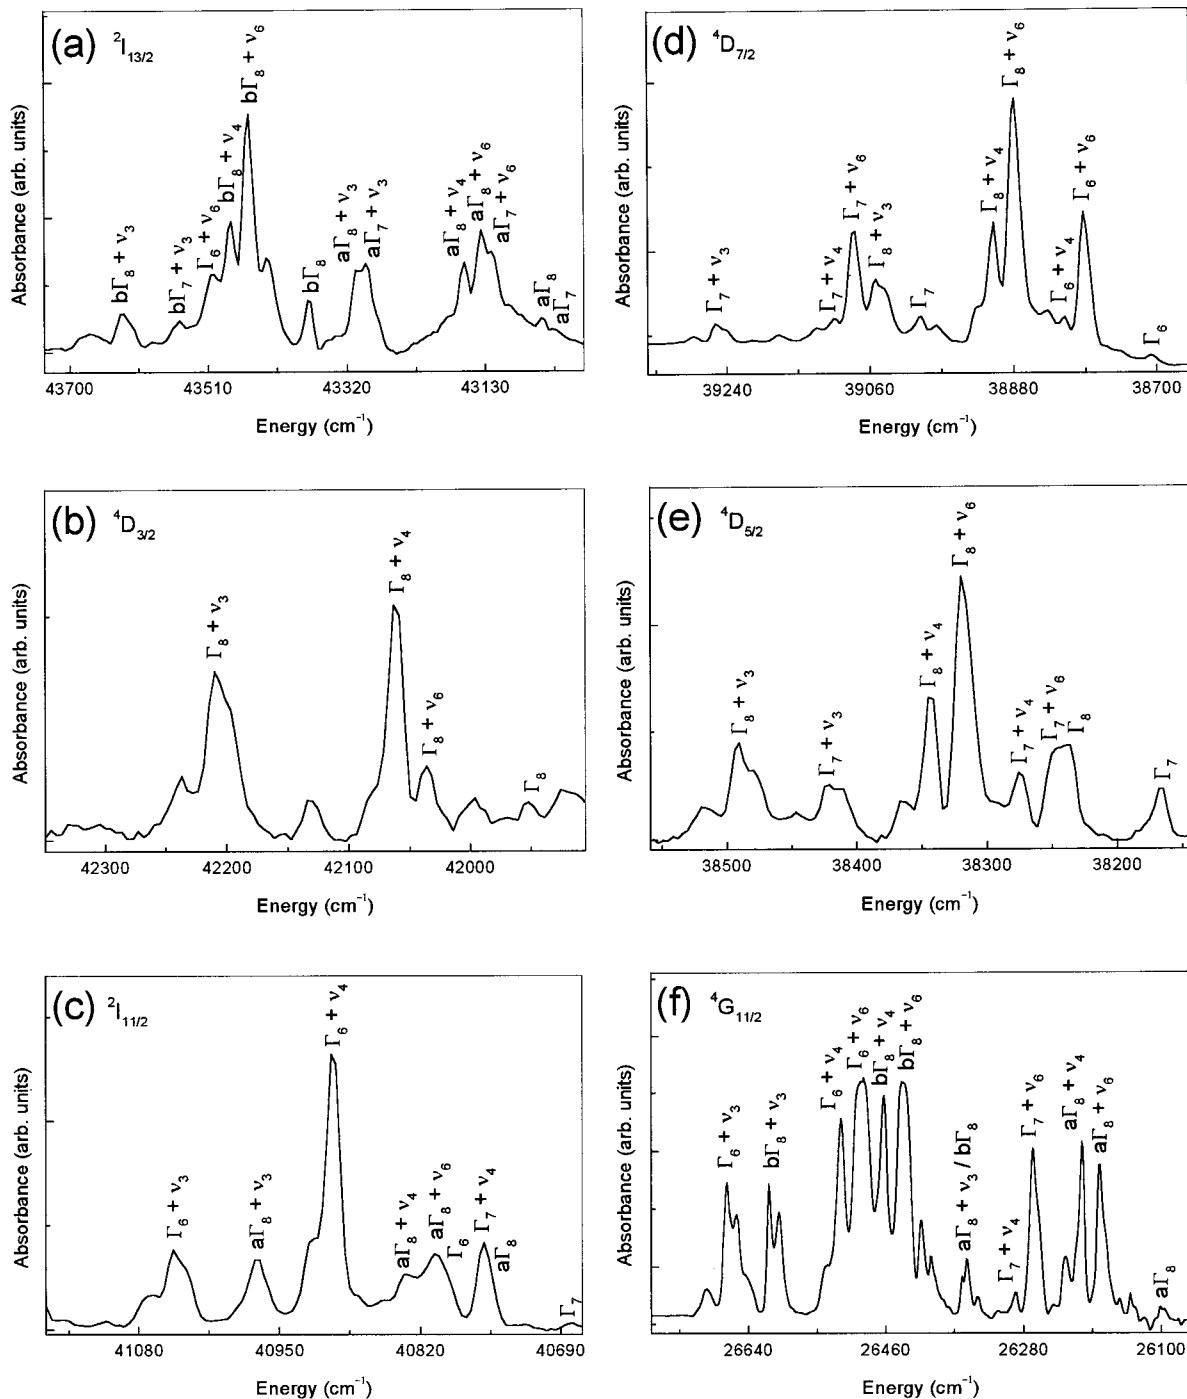 (a) ²I₁₃/₂
Absorbance (arb. units)
bΓ₈ + ν₃
bΓ₇ + ν₃
Γ₆ + ν₆
bΓ₈ + ν₄
bΓ₈ + ν₆
bΓ₈
aΓ₈ + ν₃
aΓ₇ + ν₃
aΓ₈ + ν₄
aΓ₈ + ν₆
aΓ₇ + ν₆
aΓ₈
aΓ₇
43700 43510 43320 43130
Energy (cm⁻¹)
(d) ⁴D₇/₂
Absorbance (arb. units)
Γ₇ + ν₃
Γ₇ + ν₄
Γ₇ + ν₆
Γ₈ + ν₃
Γ₇
Γ₈ + ν₄
Γ₈ + ν₆
Γ₆ + ν₄
Γ₆ + ν₆
Γ₆
39240 39060 38880 38700
Energy (cm⁻¹)
(b) ⁴D₃/₂
Absorbance (arb. units)
Γ₈ + ν₃
Γ₈ + ν₄
Γ₈ + ν₆
Γ₈
42300 42200 42100 42000
Energy (cm⁻¹)
(e) ⁴D₅/₂
Absorbance (arb. units)
Γ₈ + ν₃
Γ₇ + ν₃
Γ₈ + ν₄
Γ₈ + ν₆
Γ₇ + ν₄
Γ₇ + ν₆
Γ₈
Γ₇
38500 38400 38300 38200
Energy (cm⁻¹)
(c) ²I₁₁/₂
Absorbance (arb. units)
Γ₆ + ν₃
aΓ₈ + ν₃
Γ₆ + ν₄
aΓ₈ + ν₄
aΓ₈ + ν₆
Γ₆
Γ₇ + ν₄
aΓ₈
Γ₇
41080 40950 40820 40690
Energy (cm⁻¹)
(f) ⁴G₁₁/₂
Absorbance (arb. units)
Γ₆ + ν₃
bΓ₈ + ν₃
Γ₆ + ν₄
Γ₆ + ν₆
bΓ₈ + ν₄
bΓ₈ + ν₆
aΓ₈ + ν₃ / bΓ₈
Γ₇ + ν₄
Γ₇ + ν₆
aΓ₈ + ν₄
aΓ₈ + ν₆
aΓ₈
26640 26460 26280 26100
Energy (cm⁻¹)